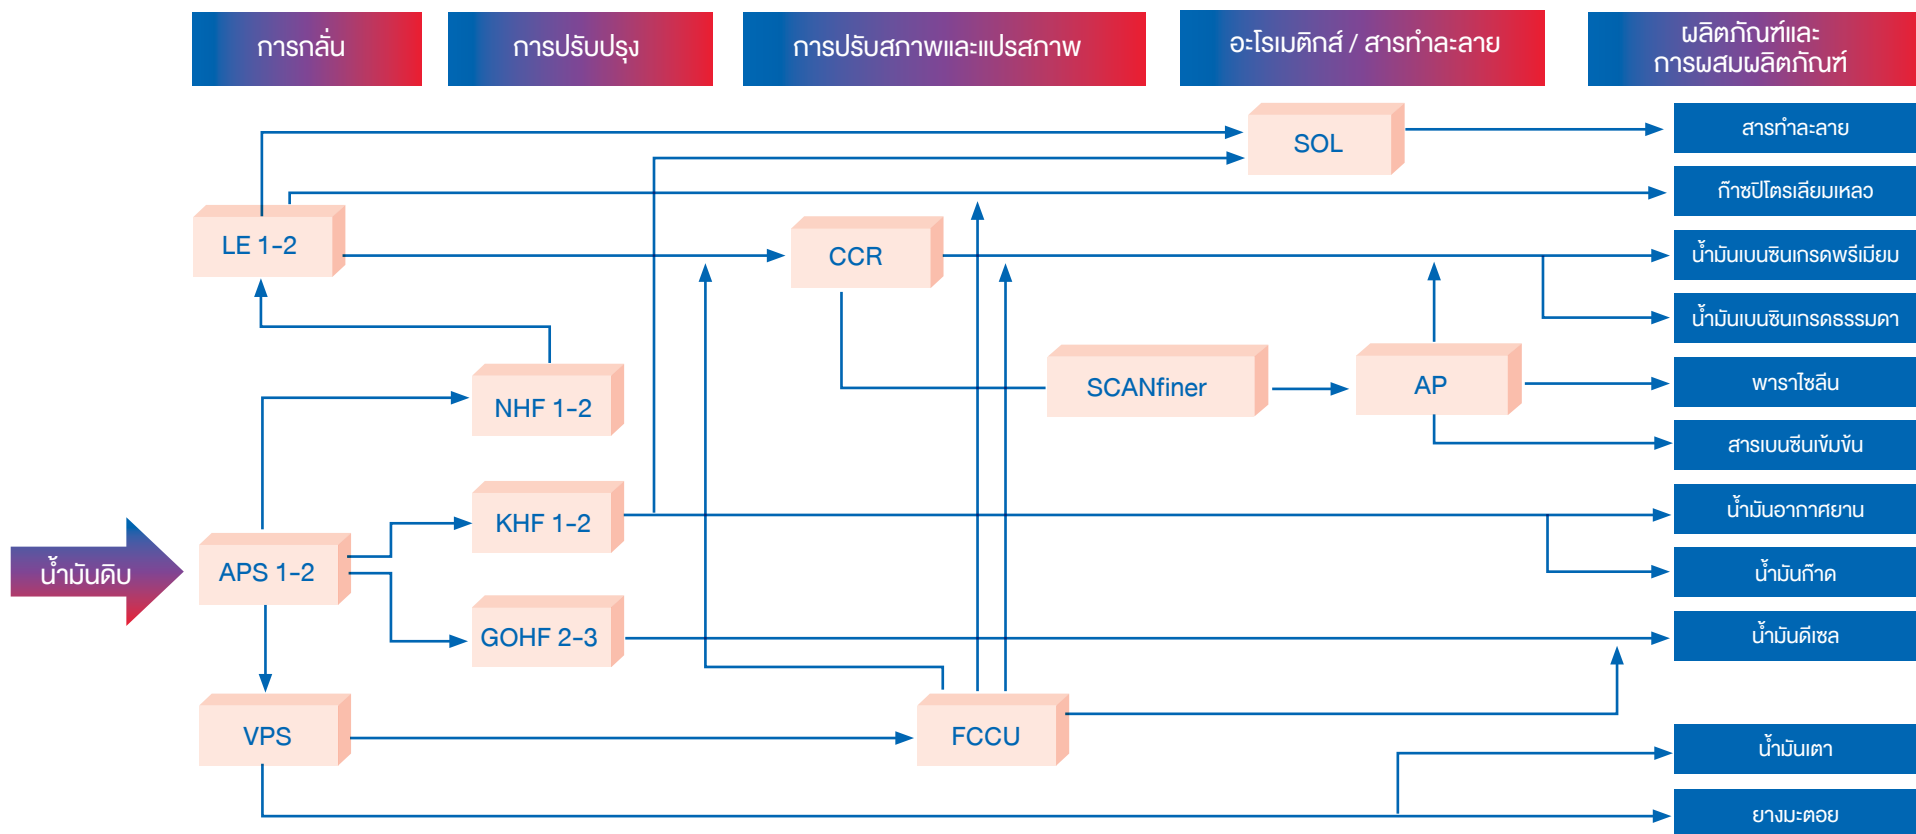 การกลั่น
การปรับปรุง
การปรับสภาพและแปรสภาพ
อะโรเมติกส์ / สารทำละลาย
ผลิตภัณฑ์และ
การผสมผลิตภัณฑ์
SOL
สารทำละลาย
ก๊าซปิโตรเลียมเหลว
LE 1-2
CCR
น้ำมันเบนซินเกรดพรีเมียม
น้ำมันเบนซินเกรดธรรมดา
NHF 1-2
SCANfiner
AP
พาราไซลีน
สารเบนซีนเข้มข้น
KHF 1-2
น้ำมันอากาศยาน
น้ำมันดิบ
APS 1-2
น้ำมันก๊าด
GOHF 2-3
น้ำมันดีเซล
VPS
FCCU
น้ำมันเตา
ยางมะตอย